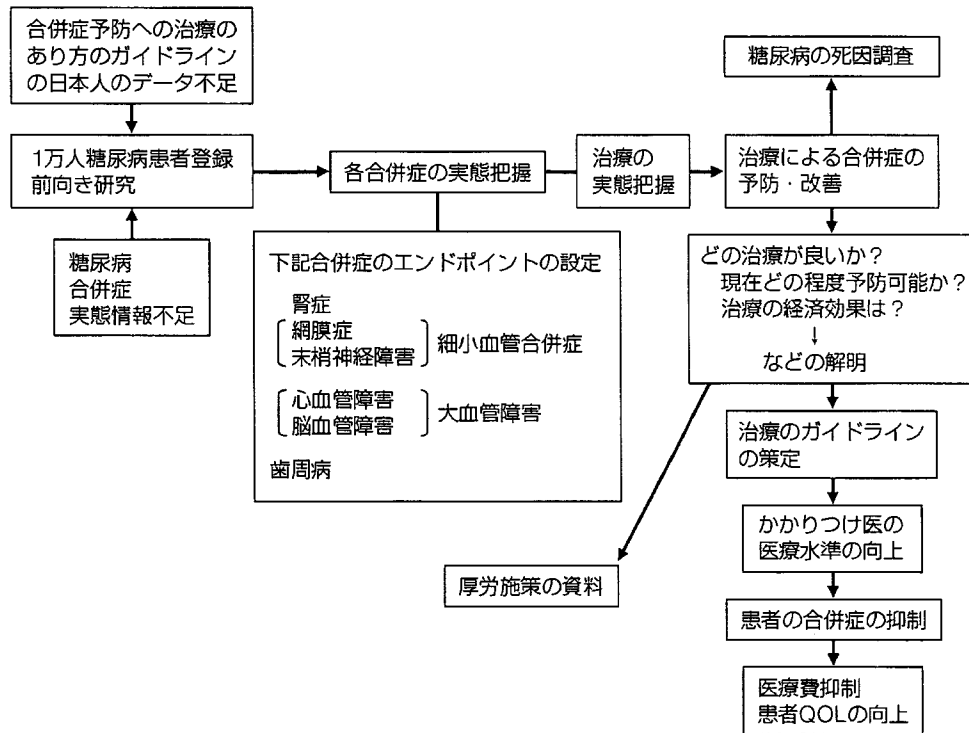 合併症予防への治療の
あり方のガイドライン
の日本人のデータ不足
糖尿病の死因調査
1万人糖尿病患者登録
前向き研究
各合併症の実態把握
治療の
実態把握
治療による合併症の
予防・改善
糖尿病
合併症
実態情報不足
下記合併症のエンドポイントの設定
腎症
網膜症
末梢神経障害
細小血管合併症
心血管障害
脳血管障害
大血管障害
歯周病
どの治療が良いか？
現在どの程度予防可能か？
治療の経済効果は？
↓
などの解明
治療のガイドライン
の策定
かかりつけ医の
医療水準の向上
厚労施策の資料
患者の合併症の抑制
医療費抑制
患者QOLの向上